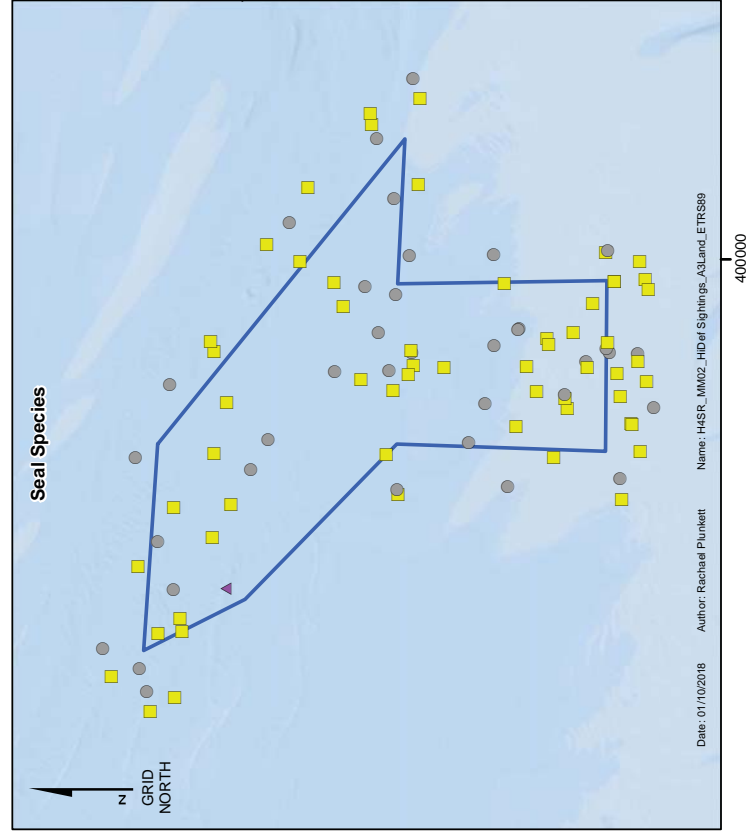 Seal Species
N
GRID
NORTH
Date: 01/10/2018 Author: Rachael Plunkett Name: H4SR_MM02_HiDef Sightings_A3Land_ETRS89
400000